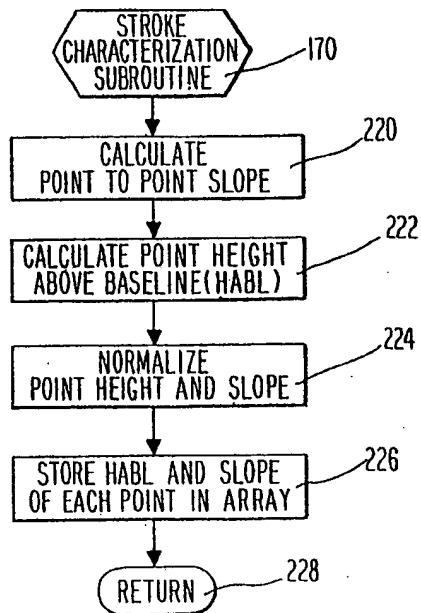 STROKE
CHARACTERIZATION
SUBROUTINE
170
CALCULATE
POINT TO POINT SLOPE
220
CALCULATE POINT HEIGHT
ABOVE BASELINE(HABL)
222
NORMALIZE
POINT HEIGHT AND SLOPE
224
STORE HABL AND SLOPE
OF EACH POINT IN ARRAY
226
RETURN
228